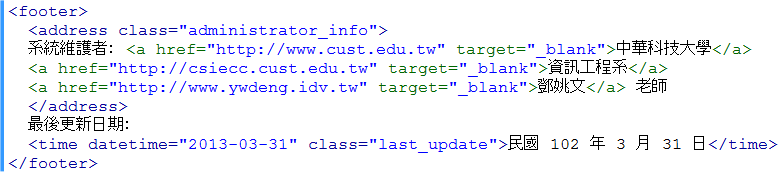 <footer>
<address class="administrator_info">
系統維護者: <a href="http://www.cust.edu.tw" target="_blank">中華科技大學</a>
<a href="http://csiecc.cust.edu.tw" target="_blank">資訊工程系</a>
<a href="http://www.ywdeng.idv.tw" target="_blank">鄧姚文</a> 老師
</address>
最後更新日期:
<time datetime="2013-03-31" class="last_update">民國 102 年 3 月 31 日</time>
</footer>